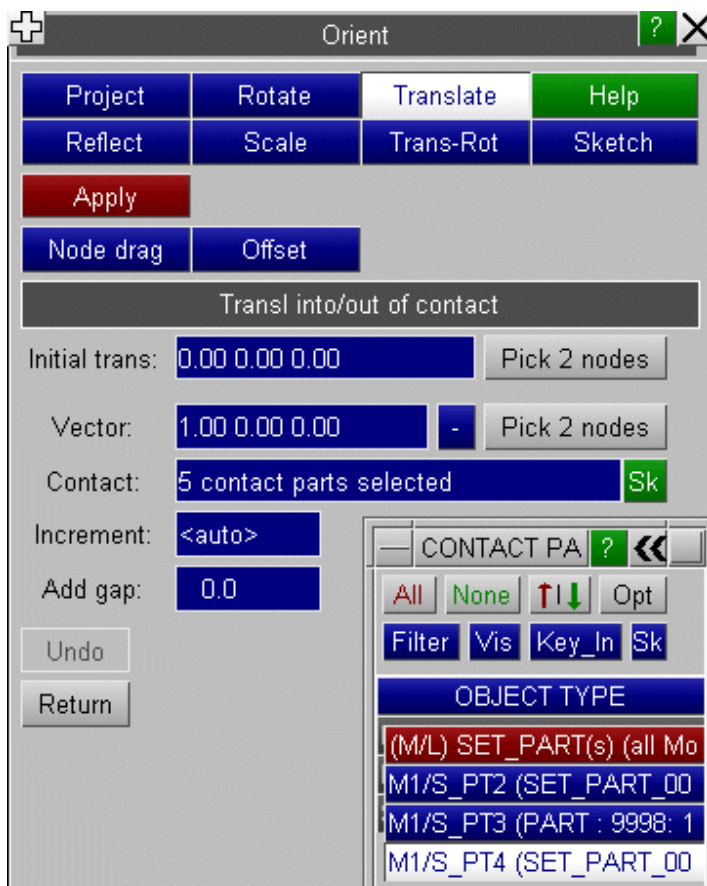 Orient ?
Project Rotate Translate Help
Reflect Scale Trans-Rot Sketch
Apply
Node drag Offset
Transl into/out of contact
Initial trans: 0.00 0.00 0.00 Pick 2 nodes
Vector: 1.00 0.00 0.00 - Pick 2 nodes
Contact: 5 contact parts selected Sk
Increment: <auto>
Add gap: 0.0
Undo
Return
CONTACT PA ?
All None Opt
Filter Vis Key_In Sk
OBJECT TYPE
(M/L) SET_PART(s) (all Mo
M1/S_PT2 (SET_PART_00
M1/S_PT3 (PART : 9998: 1
M1/S_PT4 (SET_PART_00